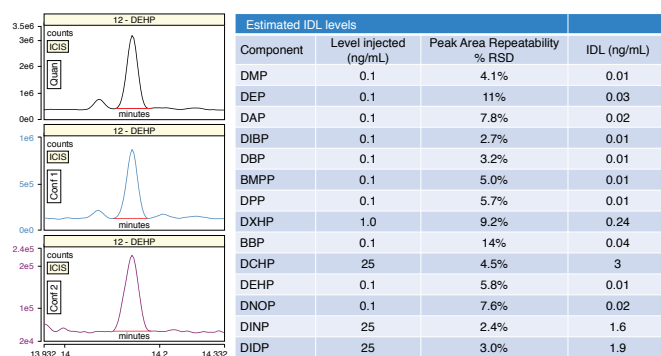 12 - DEHP
3.5e6
counts
ICIS
3e6
Quan
2e6
1e6
0e0
minutes
12 - DEHP
1e6
counts
ICIS
Conf 1
5e5
0e0
minutes
12 - DEHP
2.4e5
counts
2e5
ICIS
Conf 2
1e5
2e4
minutes
13.932 14 14.2 14.332
Estimated IDL levels
Component Level injected (ng/mL) Peak Area Repeatability % RSD IDL (ng/mL)
DMP 0.1 4.1% 0.01
DEP 0.1 11% 0.03
DAP 0.1 7.8% 0.02
DIBP 0.1 2.7% 0.01
DBP 0.1 3.2% 0.01
BMPP 0.1 5.0% 0.01
DPP 0.1 5.7% 0.01
DXHP 1.0 9.2% 0.24
BBP 0.1 14% 0.04
DCHP 25 4.5% 3
DEHP 0.1 5.8% 0.01
DNOP 0.1 7.6% 0.02
DINP 25 2.4% 1.6
DIDP 25 3.0% 1.9